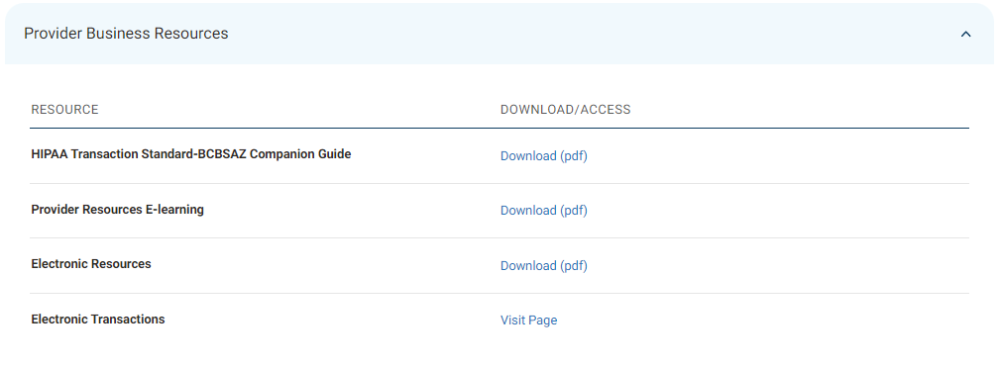 Provider Business Resources
RESOURCE DOWNLOAD/ACCESS
HIPAA Transaction Standard-BCBSAZ Companion Guide Download (pdf)
Provider Resources E-learning Download (pdf)
Electronic Resources Download (pdf)
Electronic Transactions Visit Page